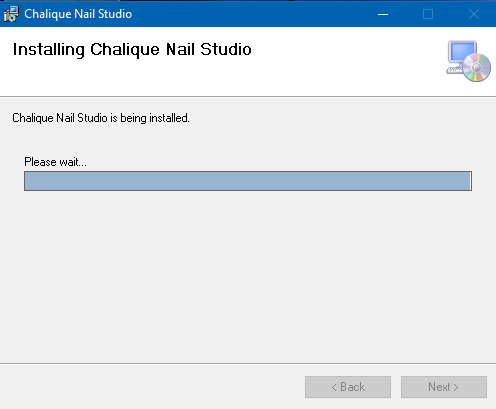 Chalique Nail Studio
Installing Chalique Nail Studio
Chalique Nail Studio is being installed.
Please wait...
< Back
Next >